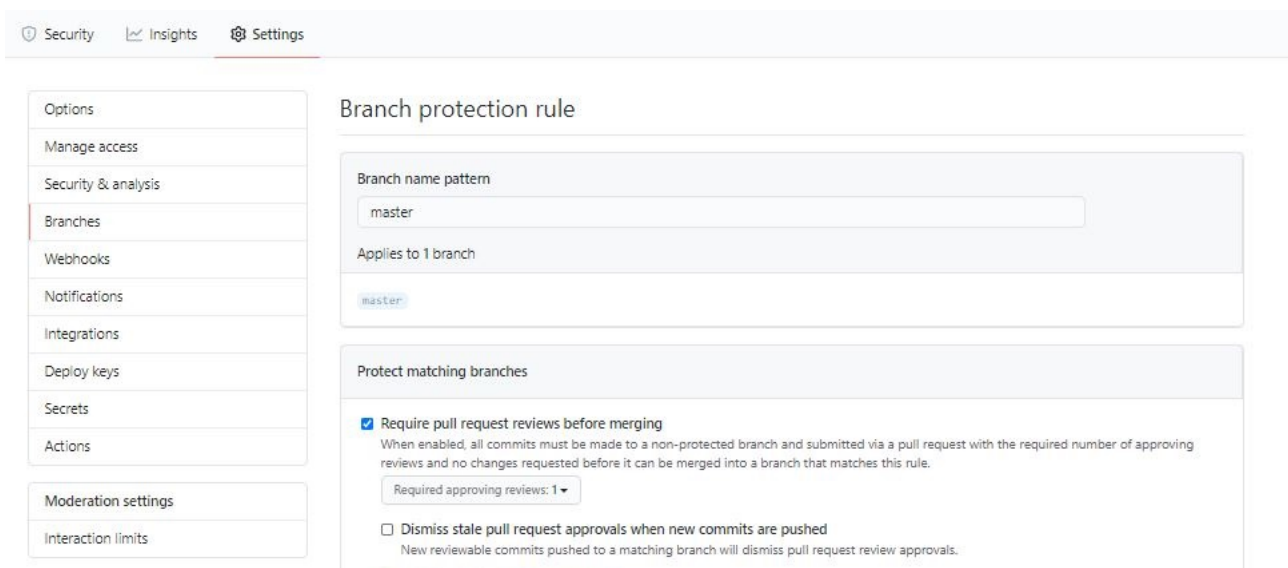 Security Insights Settings
Options
Manage access
Security & analysis
Branches
Webhooks
Notifications
Integrations
Deploy keys
Secrets
Actions
Moderation settings
Interaction limits
Branch protection rule
Branch name pattern
master
Applies to 1 branch
master
Protect matching branches
Require pull request reviews before merging
When enabled, all commits must be made to a non-protected branch and submitted via a pull request with the required number of approving
reviews and no changes requested before it can be merged into a branch that matches this rule.
Required approving reviews: 1
Dismiss stale pull request approvals when new commits are pushed
New reviewable commits pushed to a matching branch will dismiss pull request review approvals.